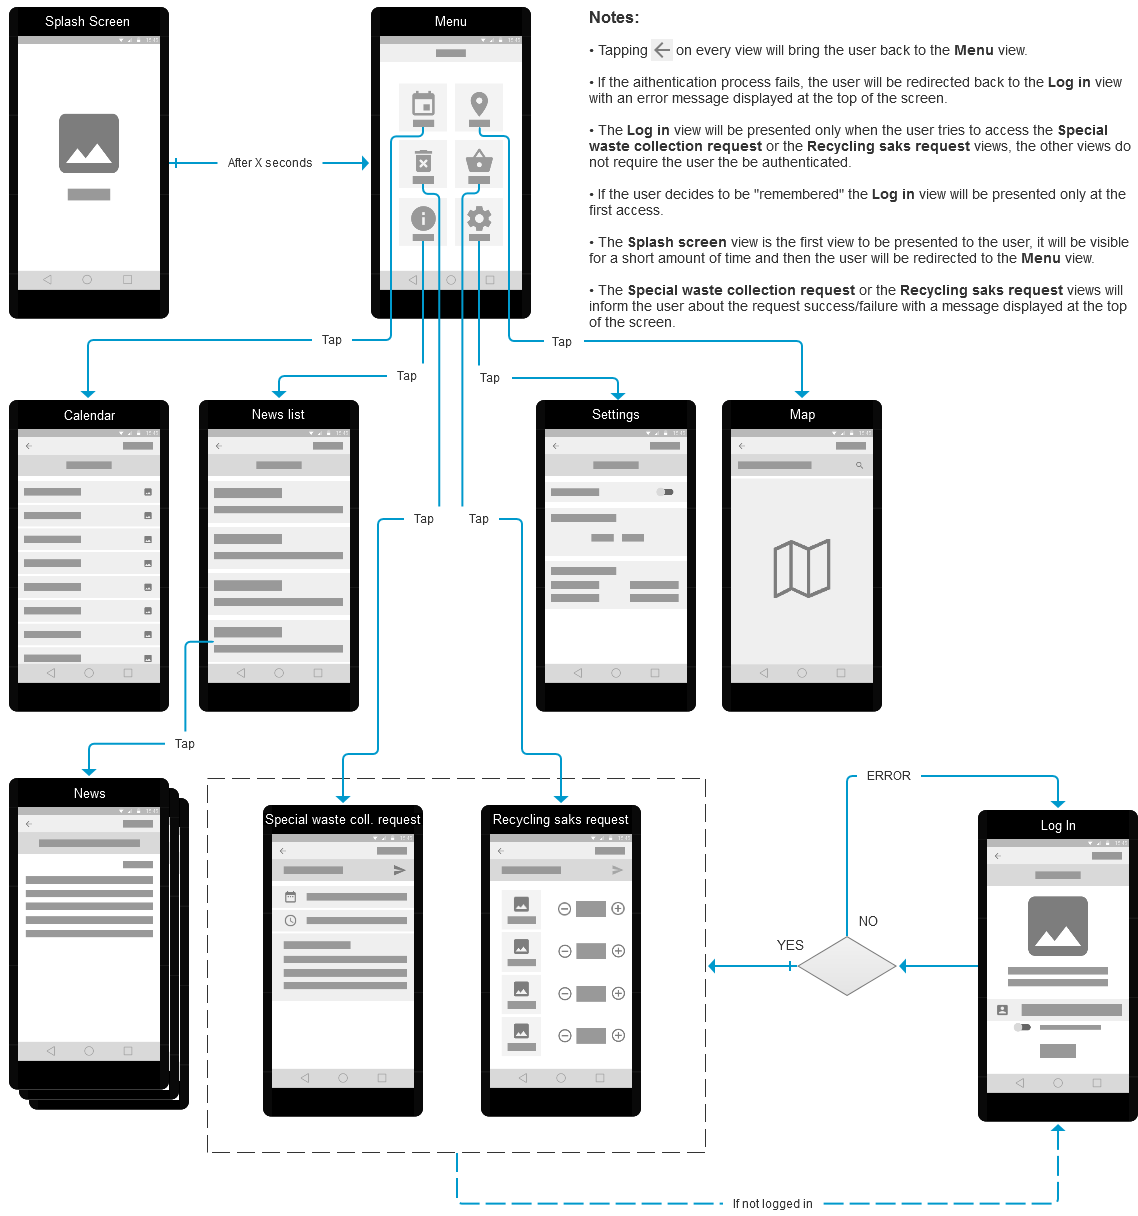 Splash Screen
Menu
Notes:
• Tapping on every view will bring the user back to the Menu view.
• If the aithentication process fails, the user will be redirected back to the Log in view
with an error message displayed at the top of the screen.
• The Log in view will be presented only when the user tries to access the Special
waste collection request or the Recycling saks request views, the other views do
not require the user the be authenticated.
• If the user decides to be "remembered" the Log in view will be presented only at the
first access.
• The Splash screen view is the first view to be presented to the user, it will be visible
for a short amount of time and then the user will be redirected to the Menu view.
• The Special waste collection request or the Recycling saks request views will
inform the user about the request success/failure with a message displayed at the top
of the screen.
After X seconds
Tap
Tap
Tap
Tap
Calendar
News list
Settings
Map
Tap
Tap
Tap
News
Special waste coll. request
Recycling saks request
ERROR
Log In
NO
YES
If not logged in